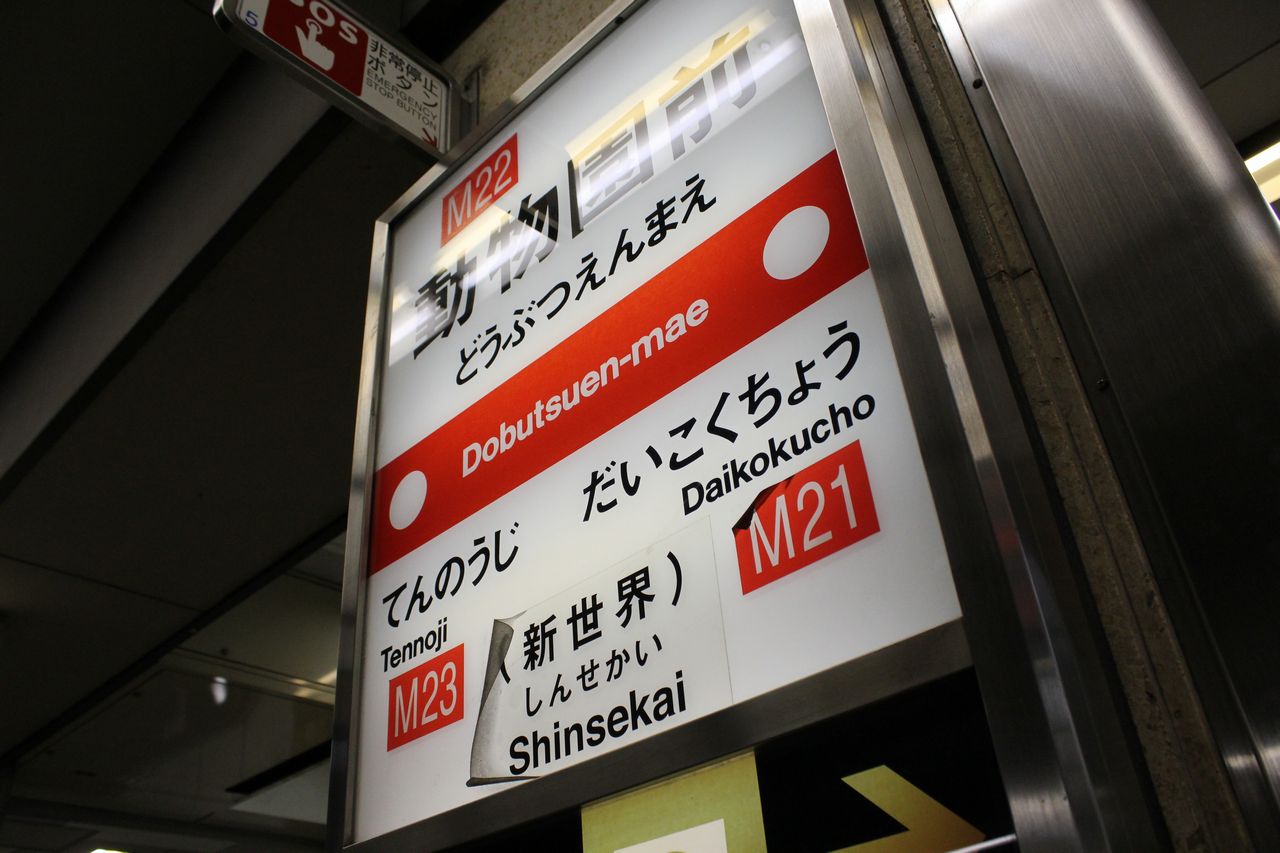 SOS
5
非常停止
ボタン
EMERGENCY
STOP BUTTON
M22
動物園前
どうぶつえんまえ
Dobutsuen-mae
だいこくちょう
Daikokucho
M21
てんのうじ
Tennoji
M23
(新世界)
しんせかい
Shinsekai